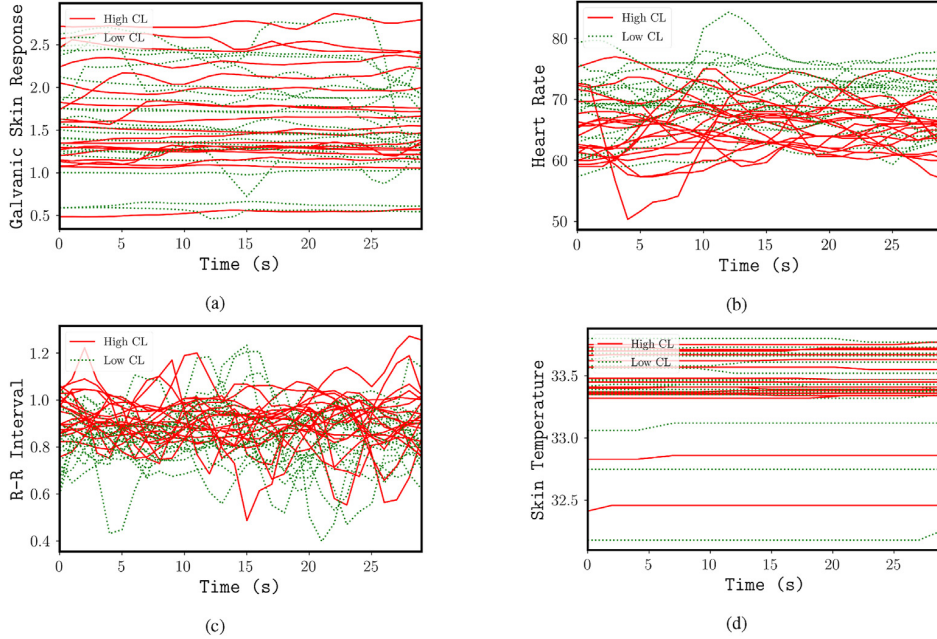 High CL
Low CL
Galvanic Skin Response
2.5
2.0
1.5
1.0
0.5
0 5 10 15 20 25
Time (s)
(a)
High CL
Low CL
Heart Rate
80
70
60
50
0 5 10 15 20 25
Time (s)
(b)
High CL
Low CL
R-R Interval
1.2
1.0
0.8
0.6
0.4
0 5 10 15 20 25
Time (s)
(c)
High CL
Low CL
Skin Temperature
33.5
33.0
32.5
0 5 10 15 20 25
Time (s)
(d)